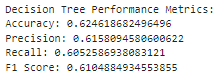 Decision Tree Performance Metrics:
Accuracy: 0.624618682496496
Precision: 0.6158094580600622
Recall: 0.6052586938083121
F1 Score: 0.6104884934553855